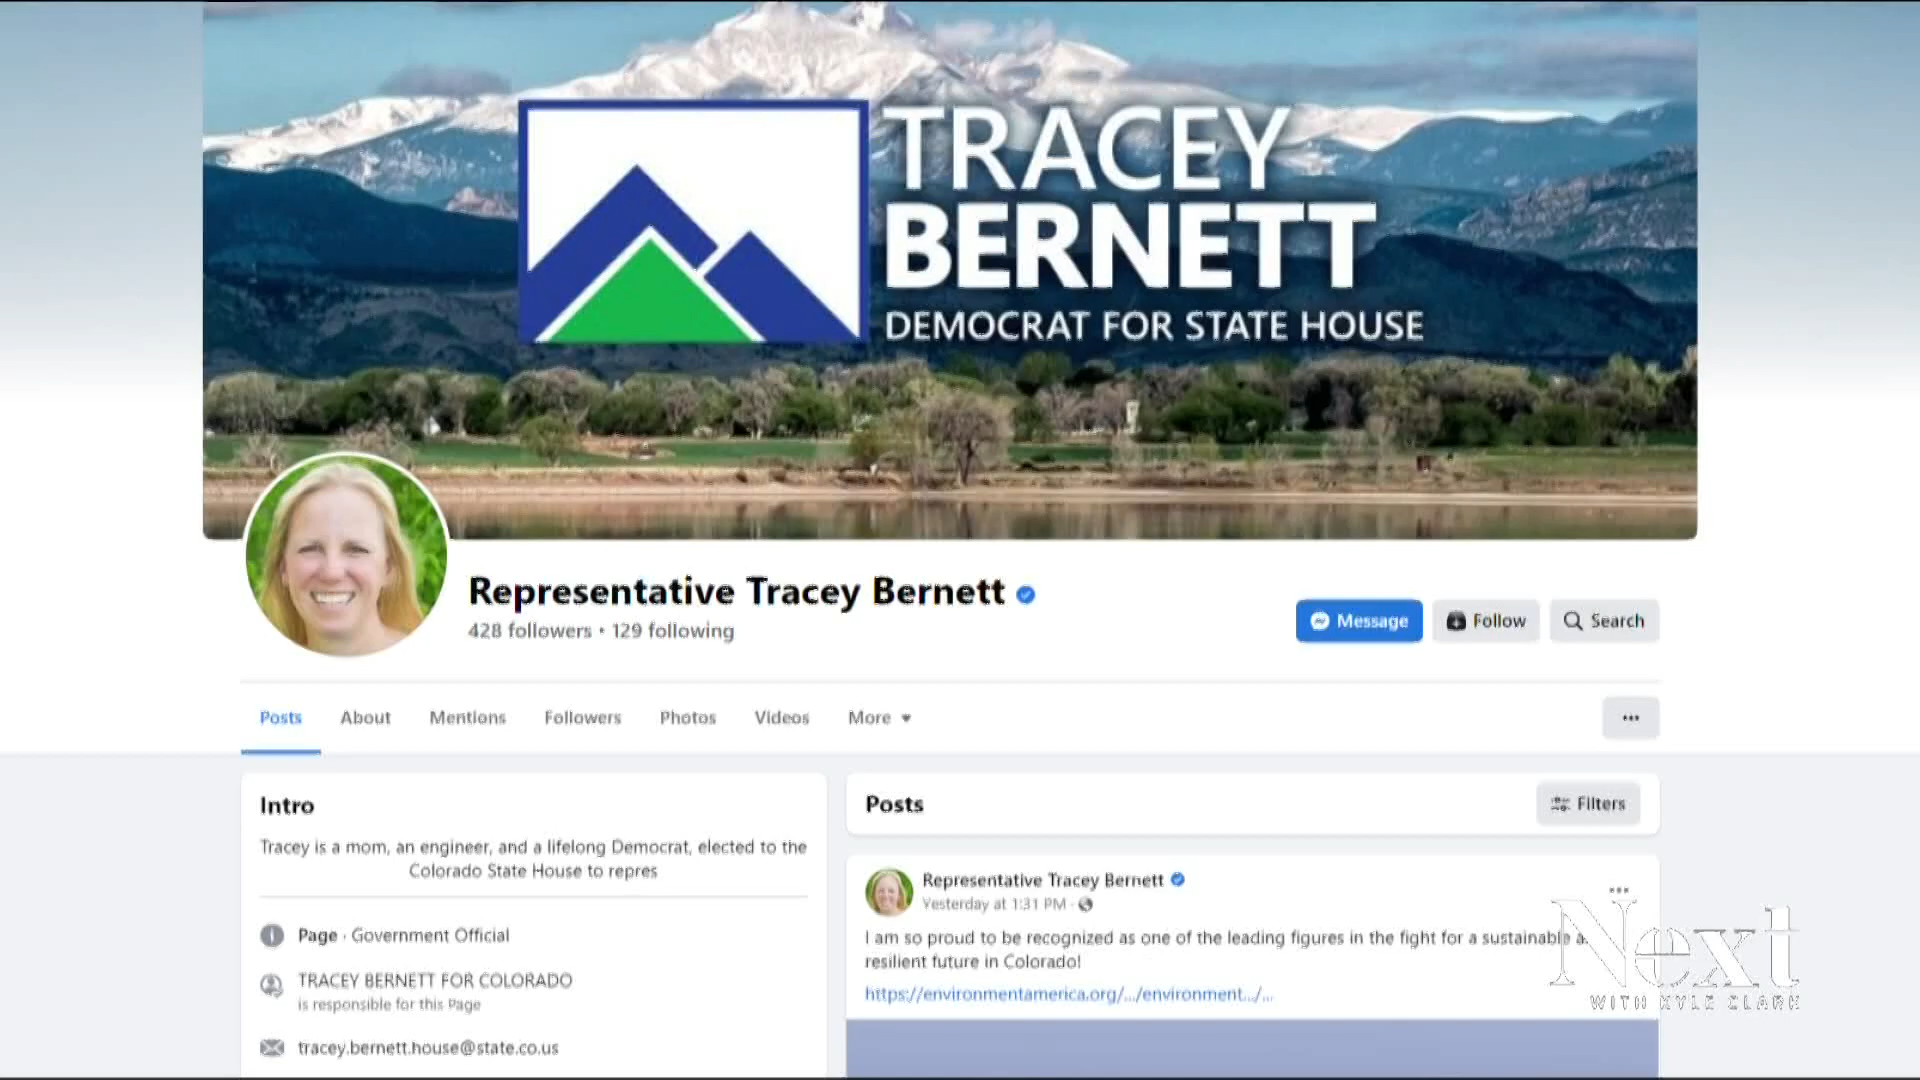 TRACEY
BERNETT
DEMOCRAT FOR STATE HOUSE
Representative Tracey Bernett
428 followers • 129 following
Message
Follow
Search
Posts
About
Mentions
Followers
Photos
Videos
More
Intro
Tracey is a mom, an engineer, and a lifelong Democrat, elected to the
Colorado State House to repres
Page · Government Official
TRACEY BERNETT FOR COLORADO
is responsible for this Page
tracey.bernett.house@state.co.us
Posts
Filters
Representative Tracey Bernett
Yesterday at 1:31 PM ·
I am so proud to be recognized as one of the leading figures in the fight for a sustainable a
resilient future in Colorado!
https://environmentamerica.org/.../environment.../...
Next
WITH KYLE CLARK